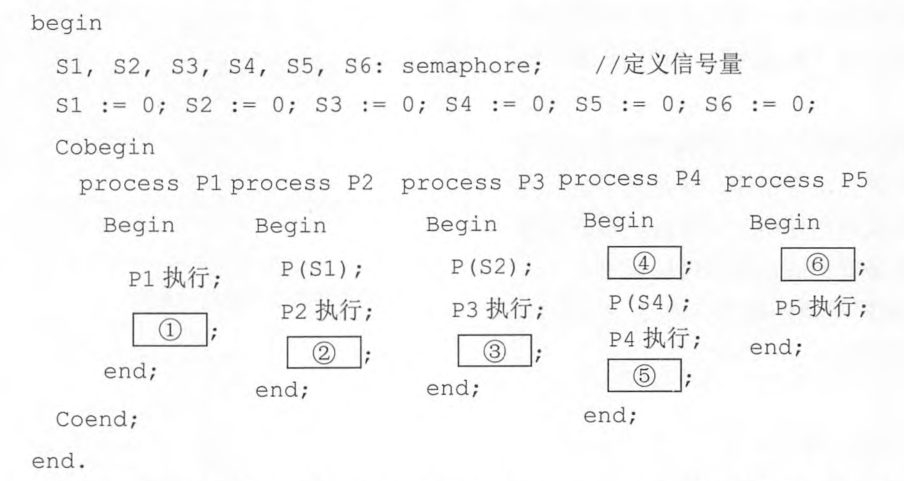 begin
S1, S2, S3, S4, S5, S6: semaphore; //定义信号量
S1 := 0; S2 := 0; S3 := 0; S4 := 0; S5 := 0; S6 := 0;
Cobegin
process P1 process P2 process P3 process P4 process P5
Begin Begin Begin Begin Begin
P1 执行; P(S1); P(S2); ④; ⑥;
①; P2 执行; P3 执行; P(S4); P5 执行;
end; ②; ③; P4 执行; end;
end; end; ⑤;
Coend; end;
end.